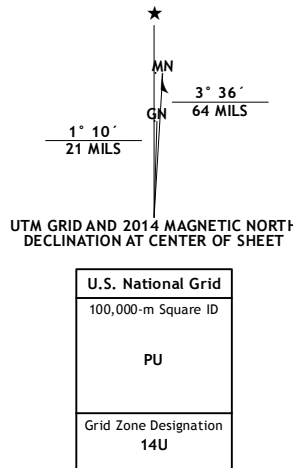 ★
MN
GN
3° 36´
64 MILS
1° 10´
21 MILS
UTM GRID AND 2014 MAGNETIC NORTH
DECLINATION AT CENTER OF SHEET
U.S. National Grid
100,000-m Square ID
PU
Grid Zone Designation
14U